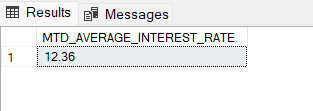 Results Messages
MTD_AVERAGE_INTEREST_RATE
1 12.36